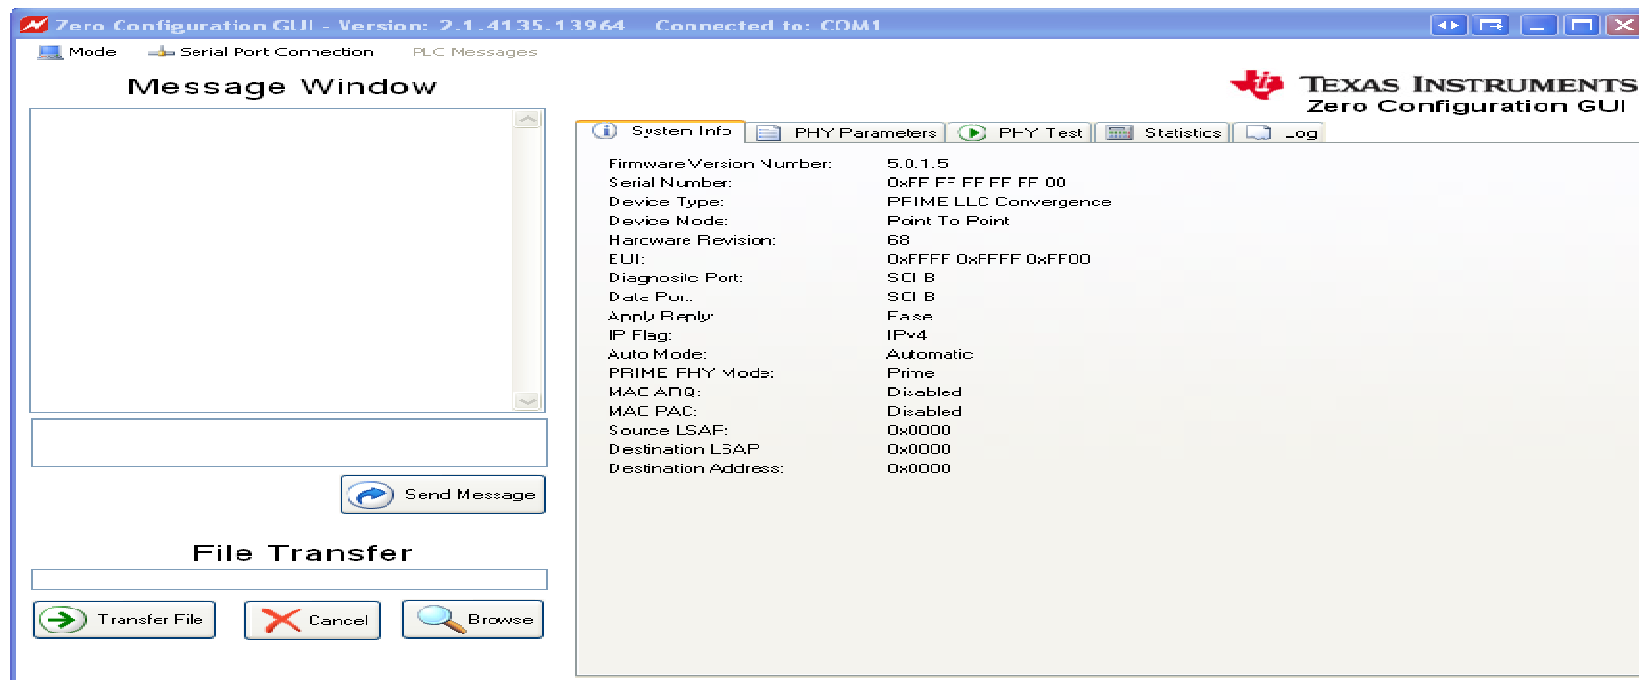 Zero Configuration GUI - Version: 2.1.4135.13964 Connected to: COM1
Mode Serial Port Connection PLC Messages
Message Window
TEXAS INSTRUMENTS
Zero Configuration GUI
System Info PHY Parameters PHY Test Statistics Log
Firmware Version Number: 5.0.1.5
Serial Number: 0xFF FF FF FF FF 00
Device Type: PRIME LLC Convergence
Device Mode: Point To Point
Hardware Revision: 68
EUI: 0xFFFF 0xFFFF 0xFF00
Diagnostic Port: SCI B
Data Port: SCI B
Apply Reply: False
IP Flag: IPv4
Auto Mode: Automatic
PRIME PHY Mode: Prime
MAC ARQ: Disabled
MAC PAC: Disabled
Source LSAP: 0x0000
Destination LSAP 0x0000
Destination Address: 0x0000
Send Message
File Transfer
Transfer File Cancel Browse